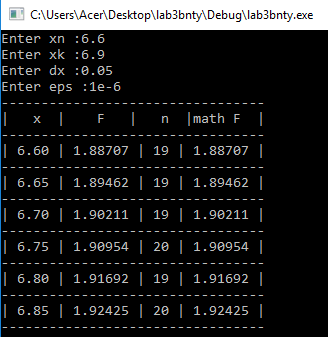 C:\Users\Acer\Desktop\lab3bnty\Debug\lab3bnty.exe
Enter xn :6.6
Enter xk :6.9
Enter dx :0.05
Enter eps :1e-6
---------------------------------
|   x   |    F    |   n   |math F   |
---------------------------------
| 6.60 | 1.88707 | 19 | 1.88707 |
---------------------------------
| 6.65 | 1.89462 | 19 | 1.89462 |
---------------------------------
| 6.70 | 1.90211 | 19 | 1.90211 |
---------------------------------
| 6.75 | 1.90954 | 20 | 1.90954 |
---------------------------------
| 6.80 | 1.91692 | 19 | 1.91692 |
---------------------------------
| 6.85 | 1.92425 | 20 | 1.92425 |
---------------------------------